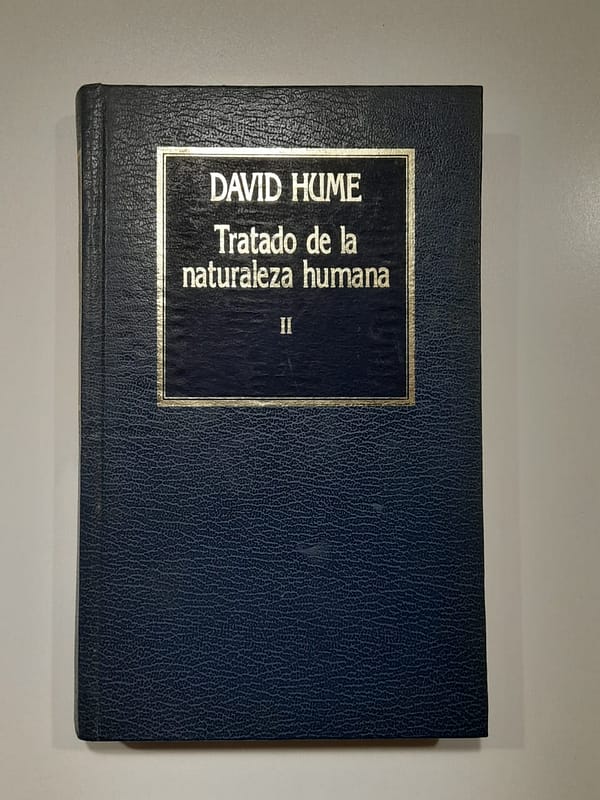 DAVID HUME
Tratado de la
naturaleza humana
II